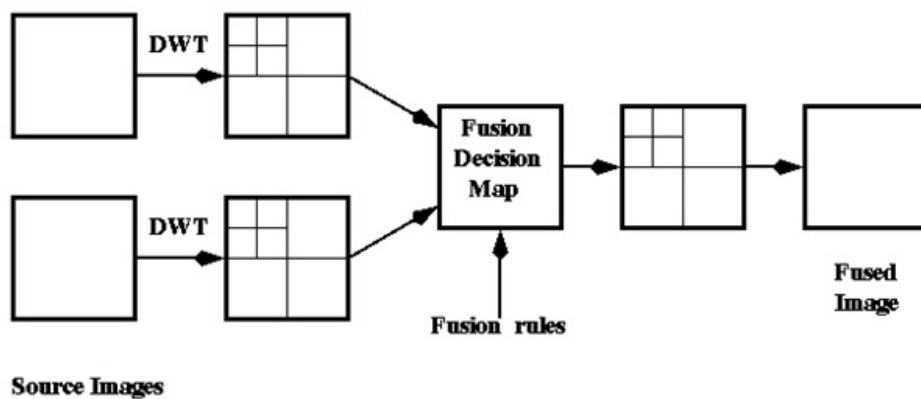 DWT
Fusion
Decision
Map
DWT
Fused
Image
Fusion rules
Source Images